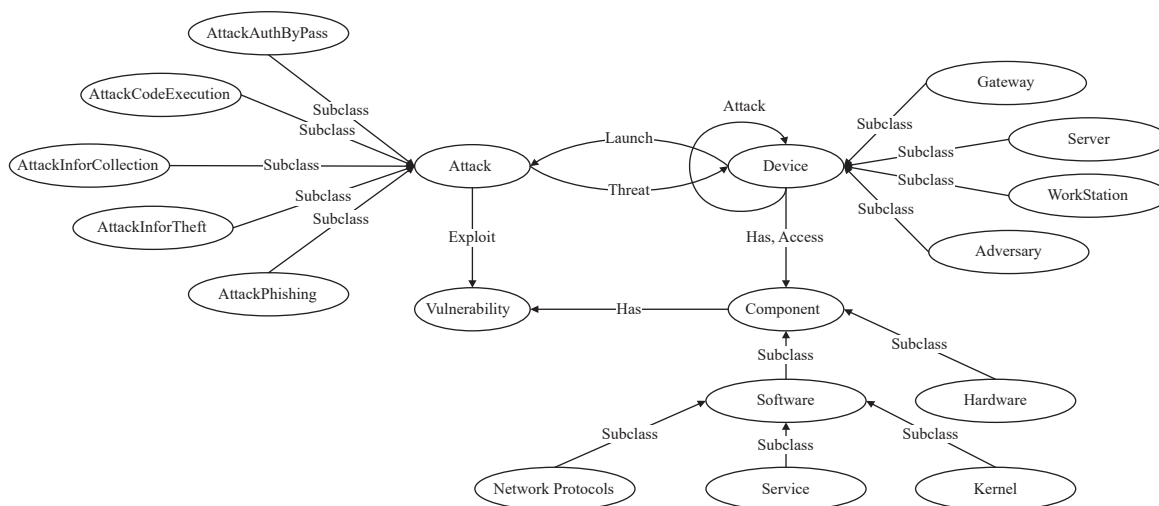 AttackAuthByPass
AttackCodeExecution
Subclass
Subclass
AttackInforCollection
Subclass
AttackInforTheft
Subclass
Subclass
AttackPhishing
Attack
Launch
Threat
Attack
Device
Gateway
Subclass
Server
Subclass
Subclass
WorkStation
Subclass
Adversary
Exploit
Has, Access
Vulnerability
Has
Component
Subclass
Subclass
Software
Hardware
Subclass
Subclass
Subclass
Network Protocols
Service
Kernel